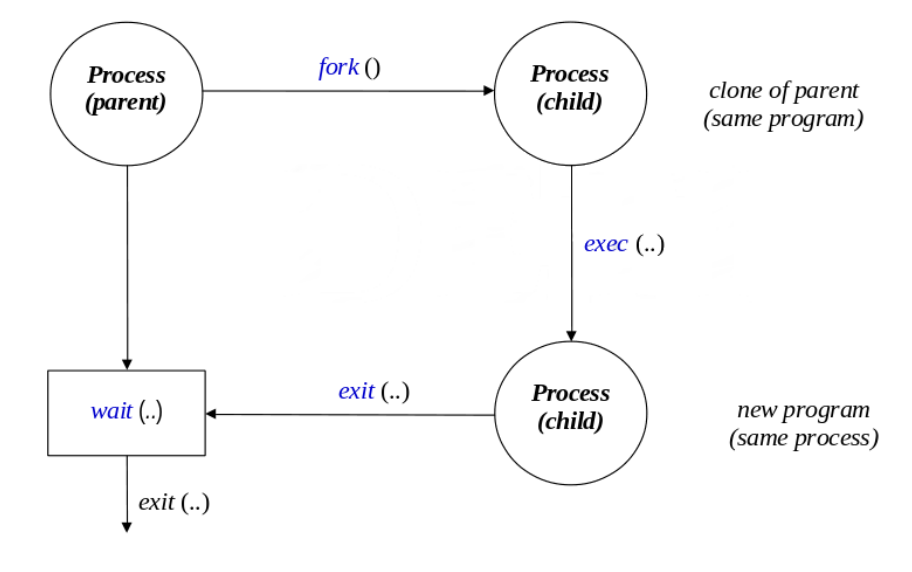 Process
(parent)
fork ()
Process
(child)
clone of parent
(same program)
exec (..)
wait (..)
exit (..)
Process
(child)
new program
(same process)
exit (..)